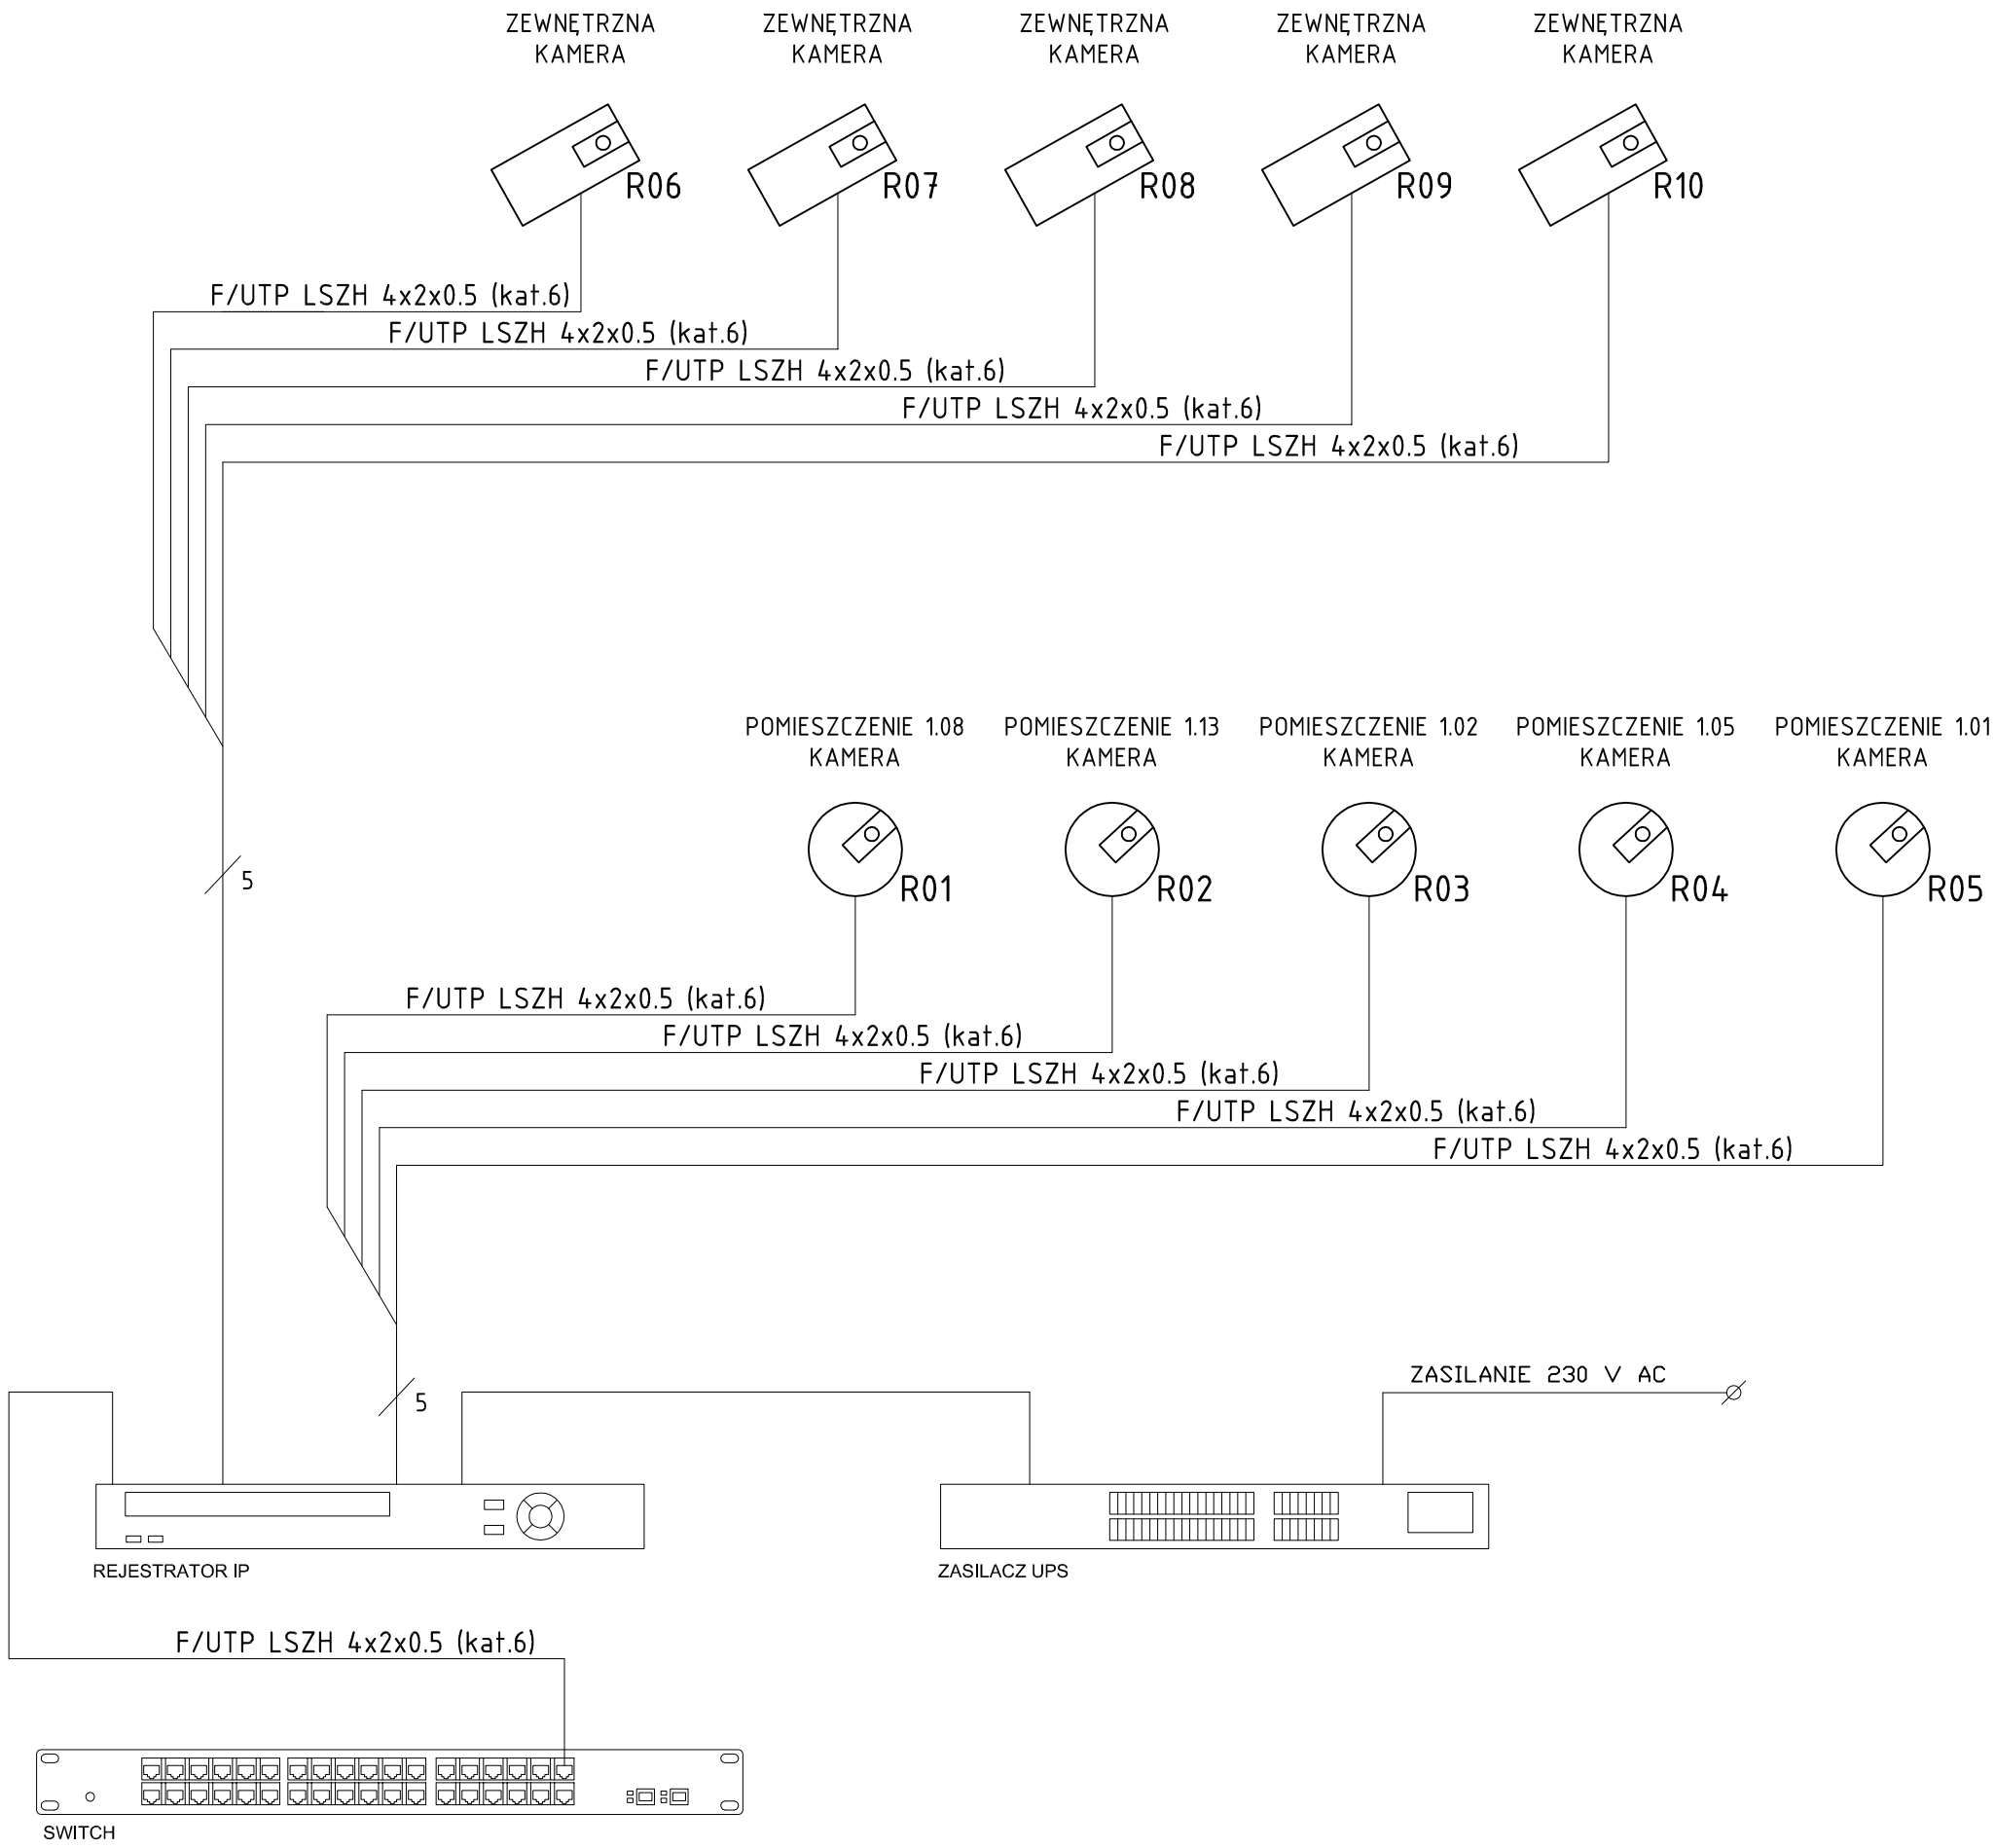 ZEWNĘTRZNA
KAMERA
ZEWNĘTRZNA
KAMERA
ZEWNĘTRZNA
KAMERA
ZEWNĘTRZNA
KAMERA
ZEWNĘTRZNA
KAMERA
R06
R07
R08
R09
R10
F/UTP LSZH 4x2x0.5 (kat.6)
F/UTP LSZH 4x2x0.5 (kat.6)
F/UTP LSZH 4x2x0.5 (kat.6)
F/UTP LSZH 4x2x0.5 (kat.6)
F/UTP LSZH 4x2x0.5 (kat.6)
POMIESZCZENIE 1.08
KAMERA
POMIESZCZENIE 1.13
KAMERA
POMIESZCZENIE 1.02
KAMERA
POMIESZCZENIE 1.05
KAMERA
POMIESZCZENIE 1.01
KAMERA
5
R01
R02
R03
R04
R05
F/UTP LSZH 4x2x0.5 (kat.6)
F/UTP LSZH 4x2x0.5 (kat.6)
F/UTP LSZH 4x2x0.5 (kat.6)
F/UTP LSZH 4x2x0.5 (kat.6)
F/UTP LSZH 4x2x0.5 (kat.6)
5
ZASILANIE 230 V AC
REJESTRATOR IP
ZASILACZ UPS
F/UTP LSZH 4x2x0.5 (kat.6)
SWITCH